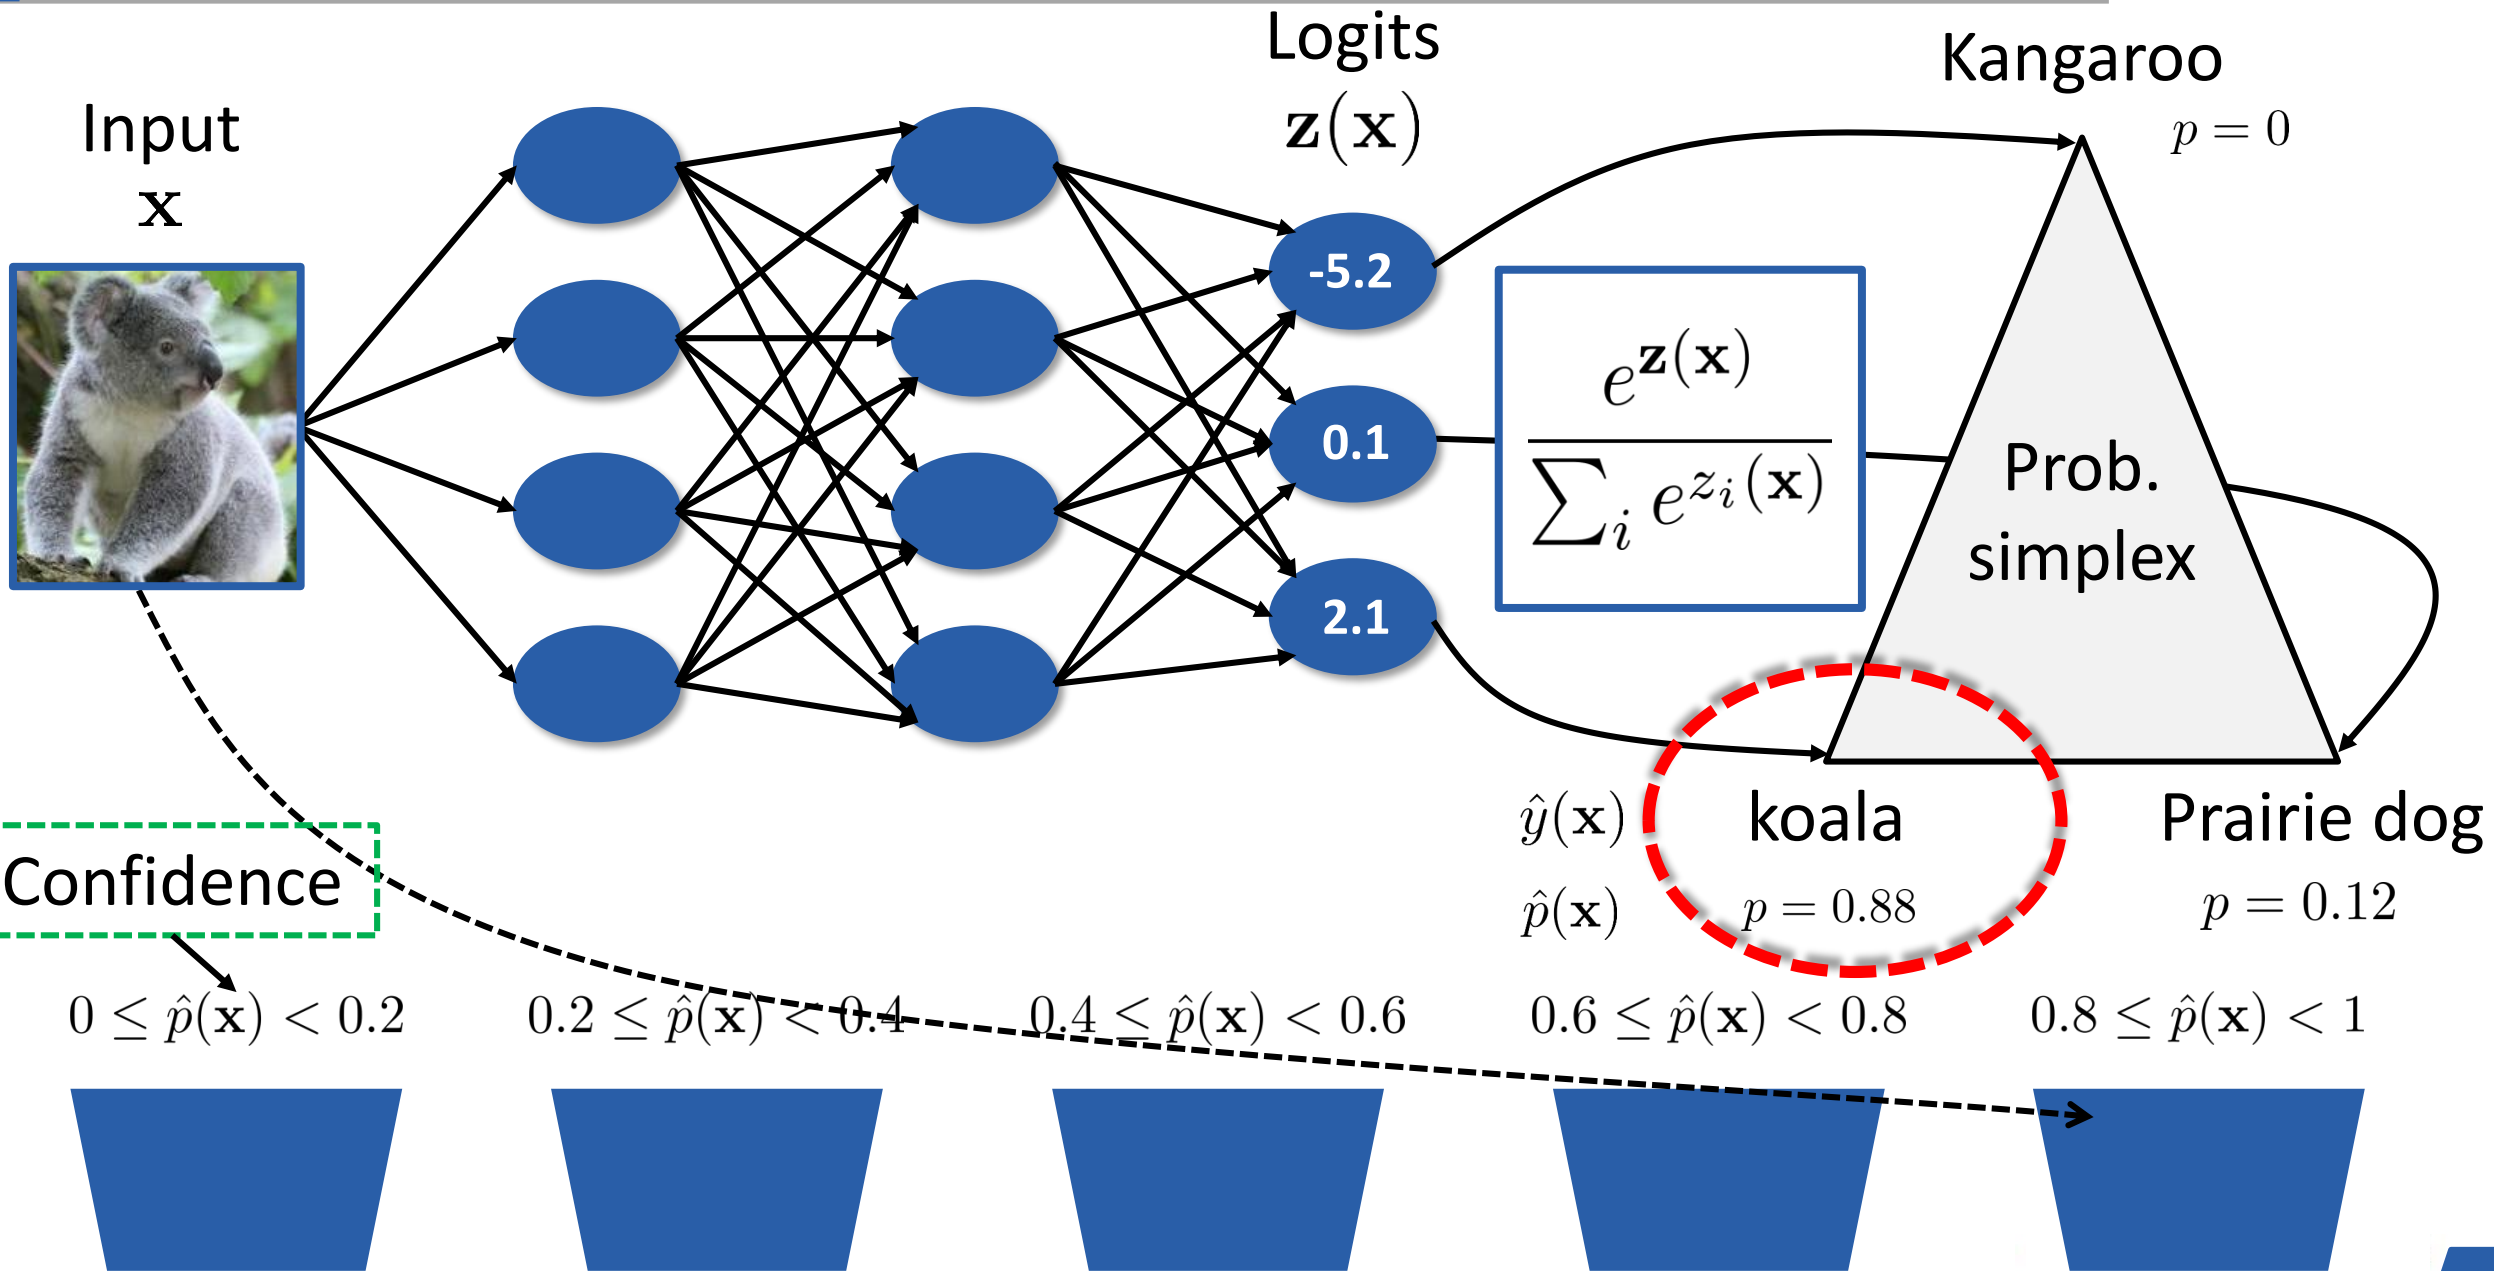 Input
x
Logits
z(x)
-5.2
0.1
2.1
e^{z(x)}
∑_i e^{z_i(x)}
Kangaroo
p = 0
Prob.
simplex
ŷ(x)
koala
Prairie dog
p̂(x)
p = 0.88
p = 0.12
Confidence
0 ≤ p̂(x) < 0.2
0.2 ≤ p̂(x) < 0.4
0.4 ≤ p̂(x) < 0.6
0.6 ≤ p̂(x) < 0.8
0.8 ≤ p̂(x) < 1